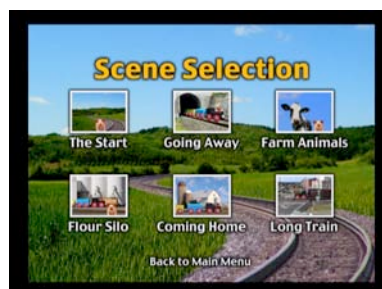 Scene Selection
The Start Going Away Farm Animals
Flour Silo Coming Home Long Train
Back to Main Menu